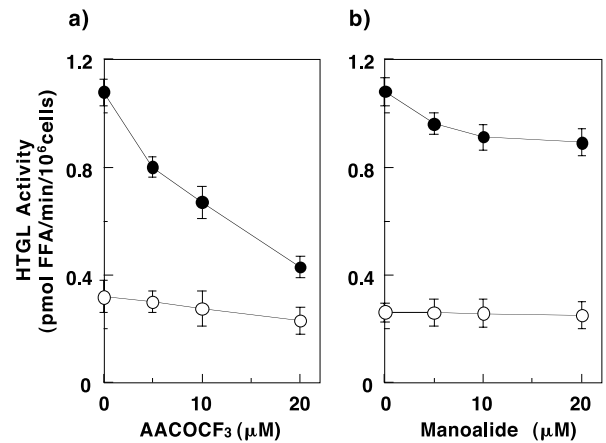 a)
b)
HTGL Activity
(pmol FFA/min/10⁶cells)
1.2
0.8
0.4
0
0 10 20
AACOCF₃ (μM)
1.2
0.8
0.4
0
0 10 20
Manoalide (μM)